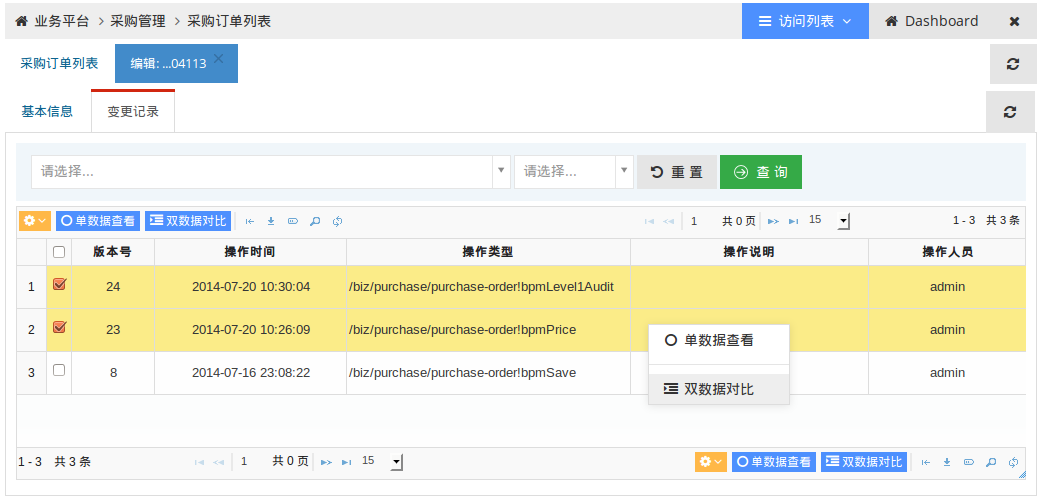 业务平台 > 采购管理 > 采购订单列表 访问列表 Dashboard
采购订单列表 编辑: ...04113
基本信息 变更记录
请选择... 请选择... 重 置 查 询
单数据查看 双数据对比 1 共 0 页 15 1 - 3 共 3 条
版本号 操作时间 操作类型 操作说明 操作人员
1 24 2014-07-20 10:30:04 /biz/purchase/purchase-order!bpmLevel1Audit admin
2 23 2014-07-20 10:26:09 /biz/purchase/purchase-order!bpmPrice admin
单数据查看
3 8 2014-07-16 23:08:22 /biz/purchase/purchase-order!bpmSave admin
双数据对比
1 - 3 共 3 条 1 共 0 页 15 单数据查看 双数据对比